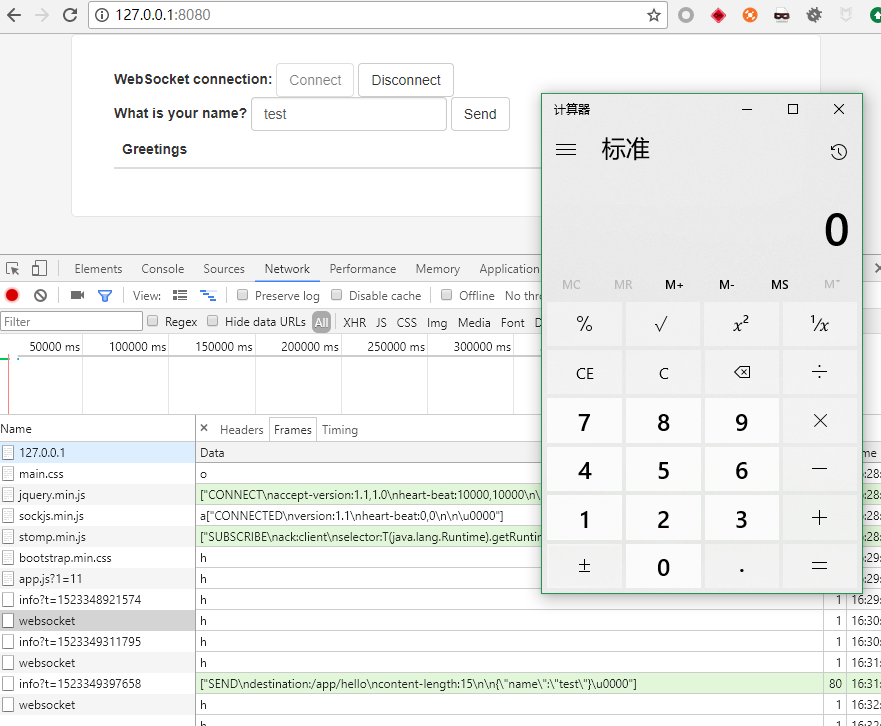 127.0.0.1:8080
WebSocket connection: Connect Disconnect
What is your name? test Send
Greetings
计算器
标准
0
MC MR M+ M- MS M˅
% √ x² ¹/x
CE C ⌫ ÷
7 8 9 ×
4 5 6 −
1 2 3 +
± 0 . =
Elements Console Sources Network Performance Memory Application
View: Preserve log Disable cache Offline No thro
Filter Regex Hide data URLs All XHR JS CSS Img Media Font D
50000 ms 100000 ms 150000 ms 200000 ms 250000 ms 300000 ms
Name × Headers Frames Timing
127.0.0.1 Data me
main.css o :28:
jquery.min.js ["CONNECT\naccept-version:1.1,1.0\nheart-beat:10000,10000\n\ :28:
sockjs.min.js a["CONNECTED\nversion:1.1\nheart-beat:0,0\n\n\u0000"] :28:
stomp.min.js ["SUBSCRIBE\nack:client\nselector:T(java.lang.Runtime).getRuntim :28:
bootstrap.min.css h :29:
app.js?1=11 h :29:
info?t=1523348921574 h 1 16:29:
websocket h 1 16:30:
info?t=1523349311795 h 1 16:30:
websocket h 1 16:31:
info?t=1523349397658 ["SEND\ndestination:/app/hello\ncontent-length:15\n\n{\"name\":\"test\"}\u0000"] 80 16:31:
websocket h 1 16:32:
h 1 16:32: